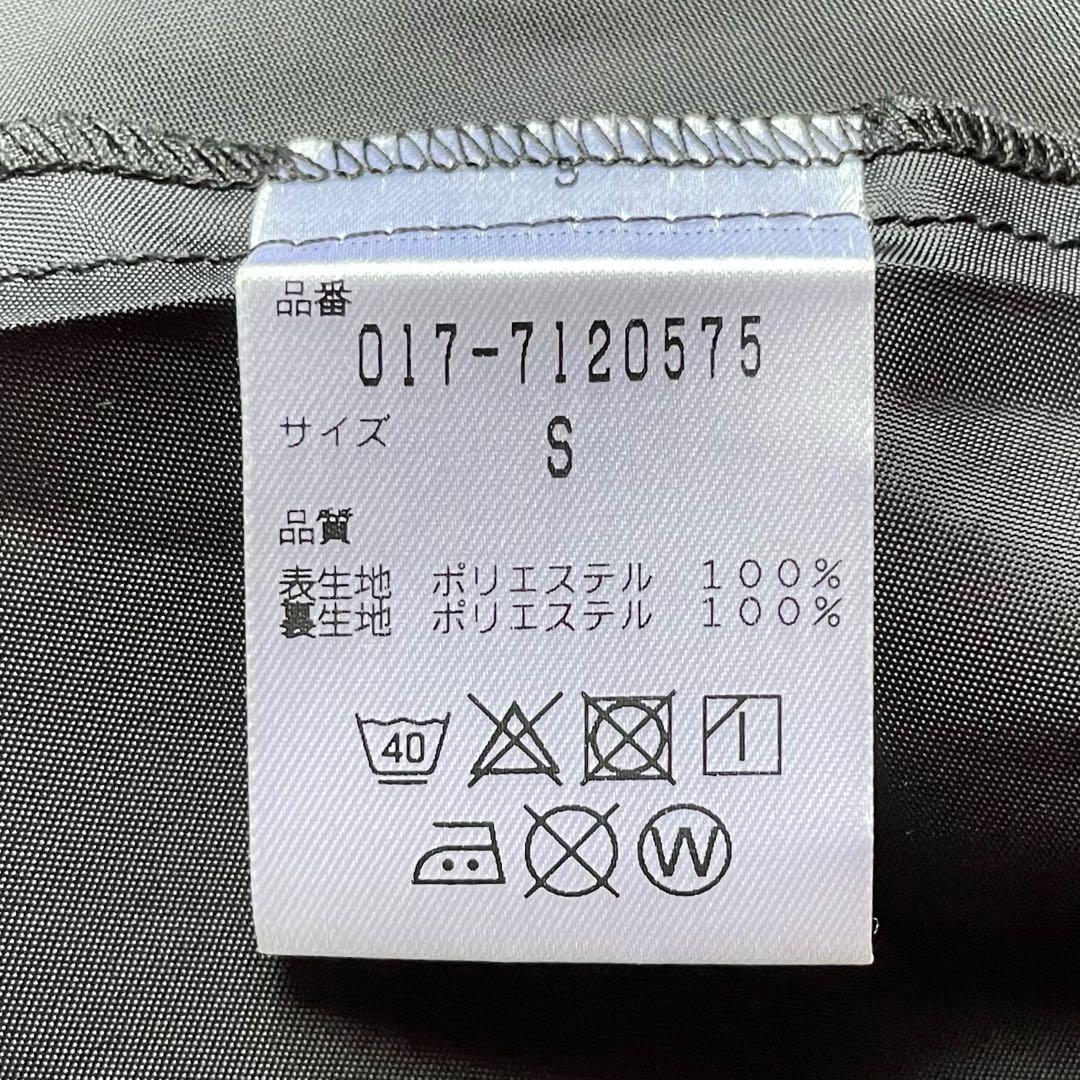 品番
017-7120575
サイズ S
品質
表生地 ポリエステル 100%
裏生地 ポリエステル 100%
40
W